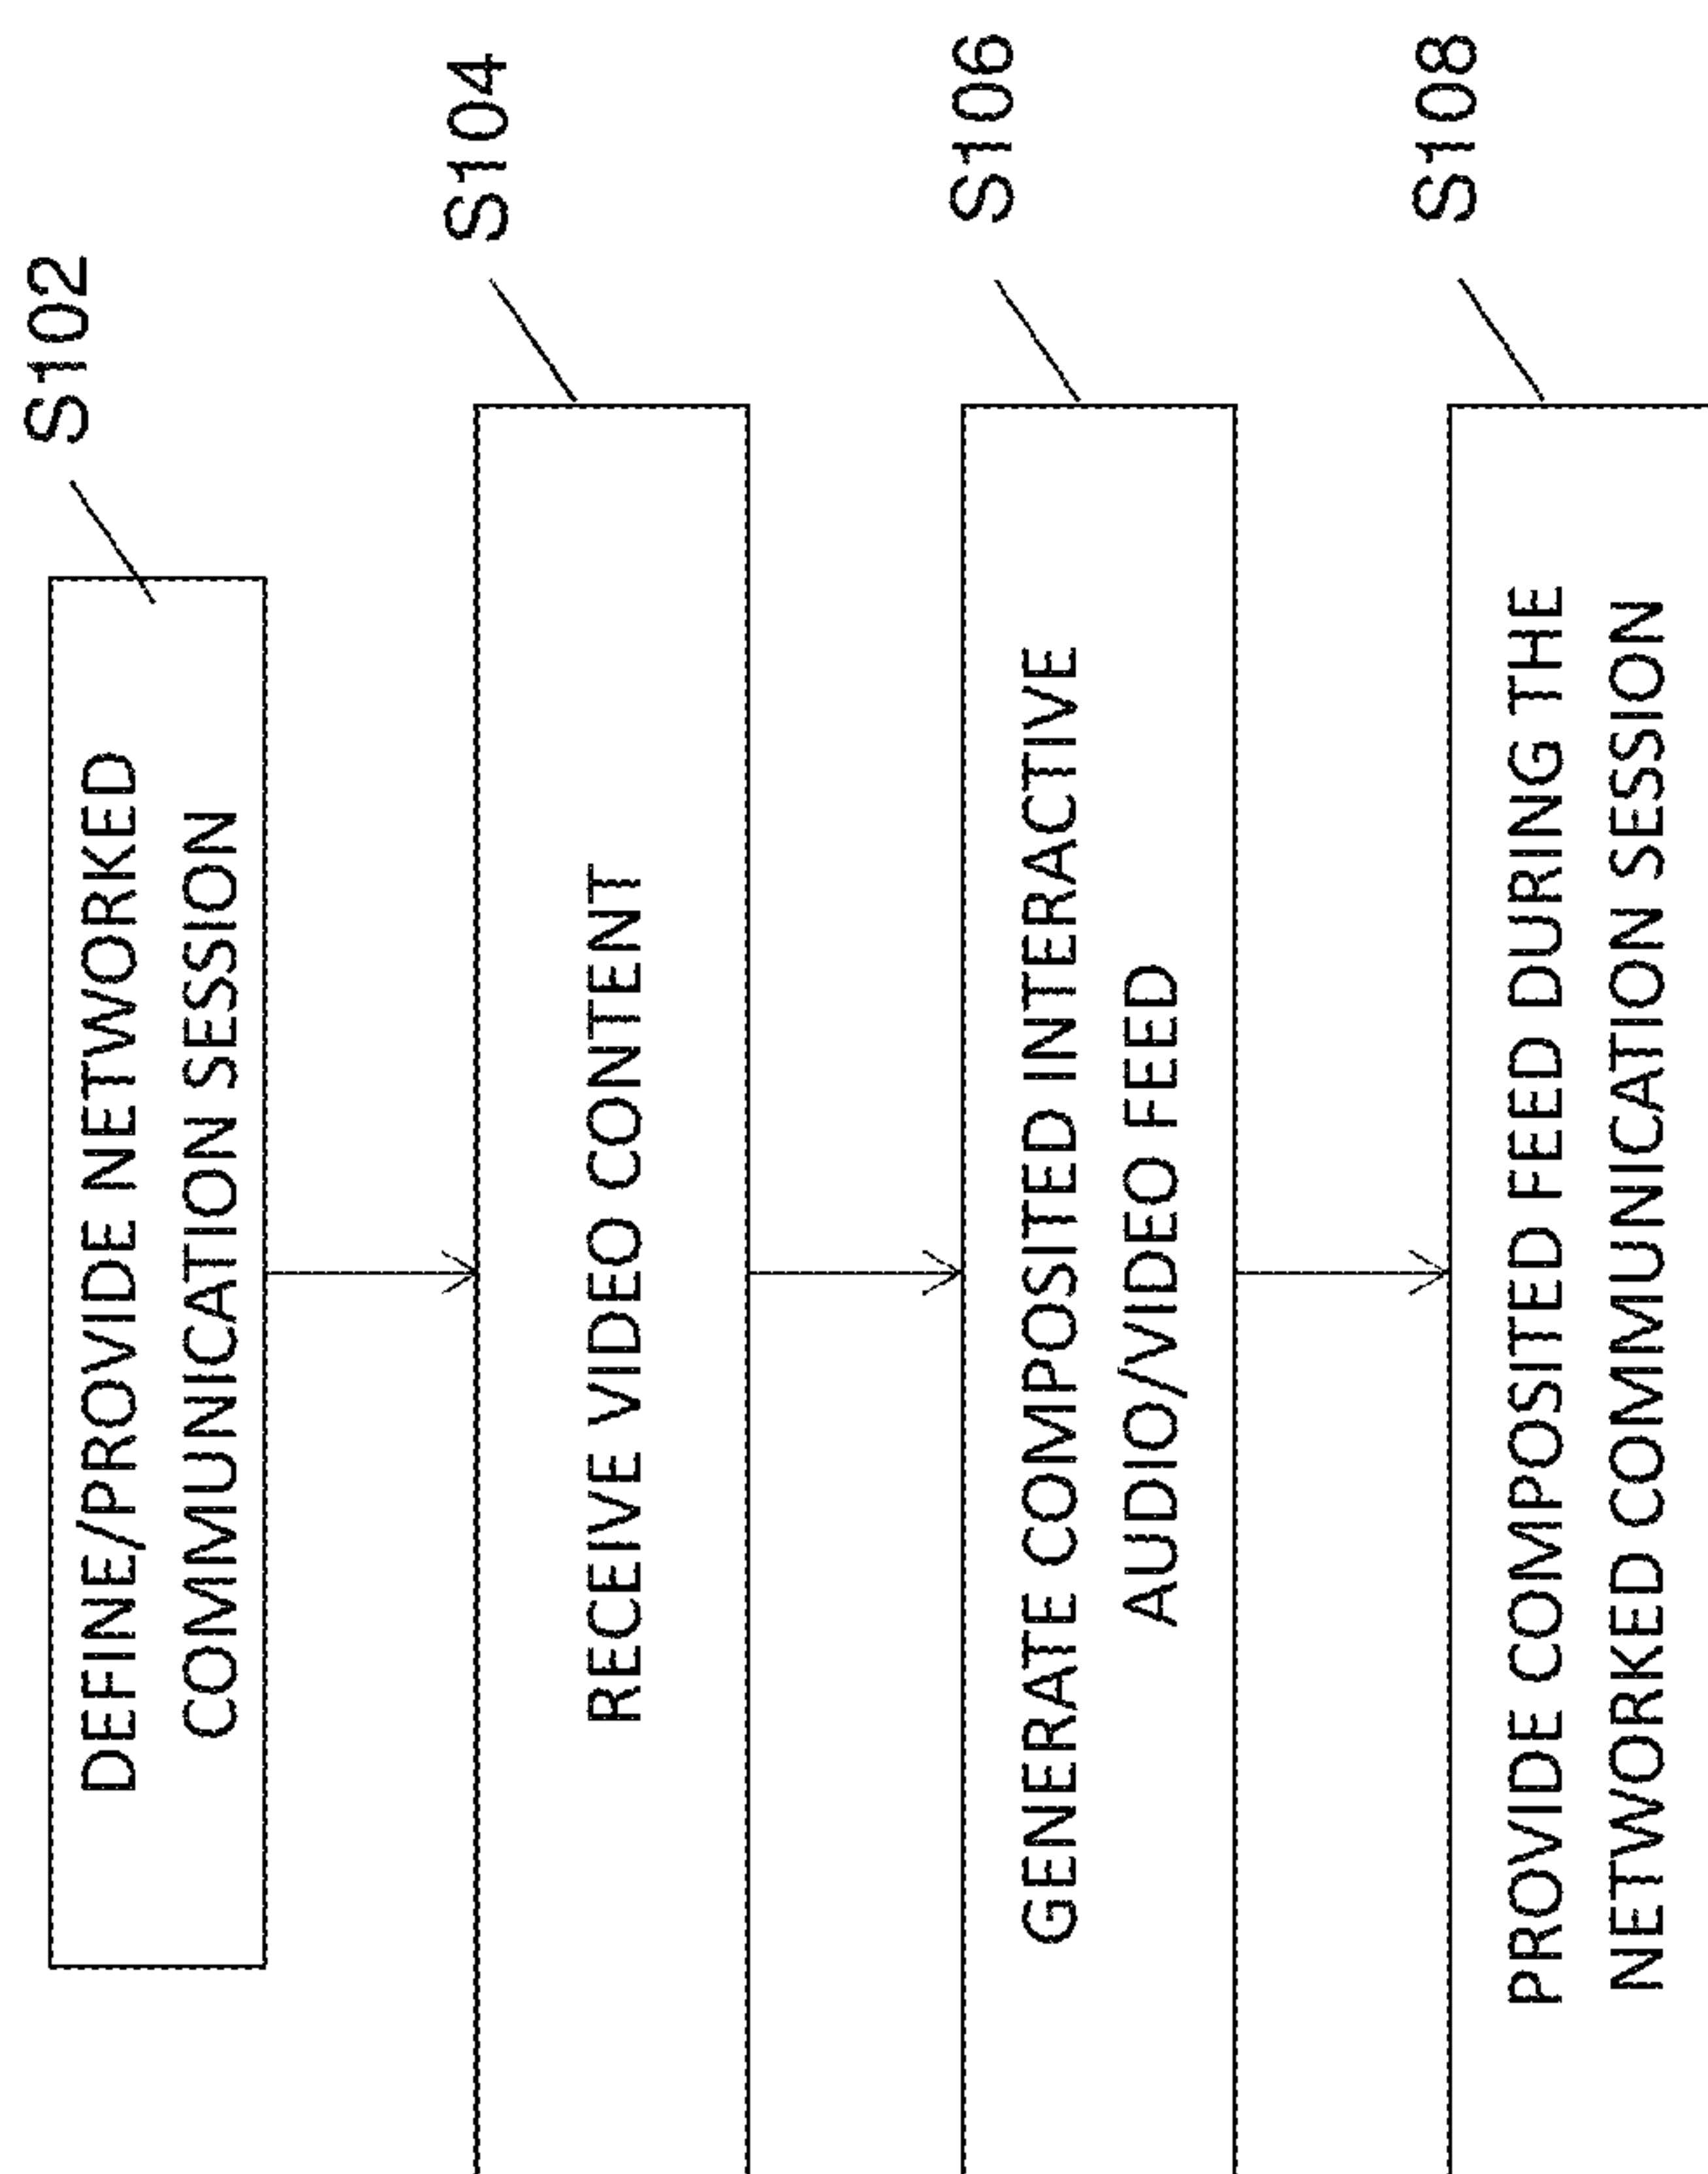 S102
DEFINE/PROVIDE NETWORKED
COMMUNICATION SESSION
S104
RECEIVE VIDEO CONTENT
S106
GENERATE COMPOSITED INTERACTIVE
AUDIO/VIDEO FEED
S108
PROVIDE COMPOSITED FEED DURING THE
NETWORKED COMMUNICATION SESSION